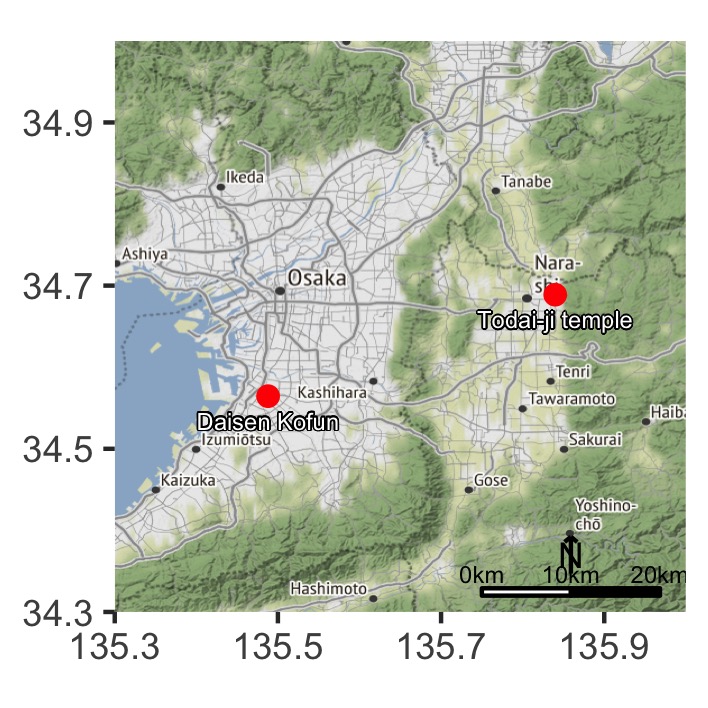 34.9
Ikeda
Tanabe
Ashiya
Nara-
34.7
Osaka
Todai-ji temple
Kashihara
Tenri
Tawaramoto
Daisen Kofun
Haiba
Izumiōtsu
Sakurai
34.5
Kaizuka
Gose
Yoshino-
chō
N
0km 10km 20km
Hashimoto
34.3
135.3 135.5 135.7 135.9